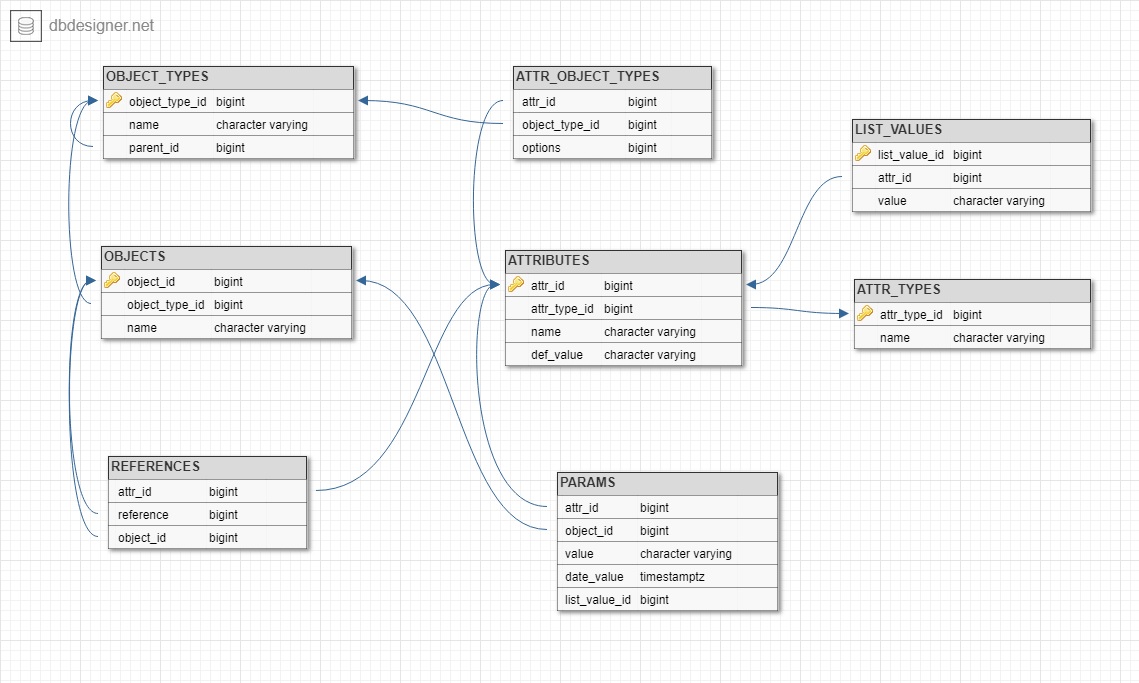 dbdesigner.net
OBJECT_TYPES
object_type_id bigint
name character varying
parent_id bigint
ATTR_OBJECT_TYPES
attr_id bigint
object_type_id bigint
options bigint
LIST_VALUES
list_value_id bigint
attr_id bigint
value character varying
OBJECTS
object_id bigint
object_type_id bigint
name character varying
ATTRIBUTES
attr_id bigint
attr_type_id bigint
name character varying
def_value character varying
ATTR_TYPES
attr_type_id bigint
name character varying
REFERENCES
attr_id bigint
reference bigint
object_id bigint
PARAMS
attr_id bigint
object_id bigint
value character varying
date_value timestamptz
list_value_id bigint